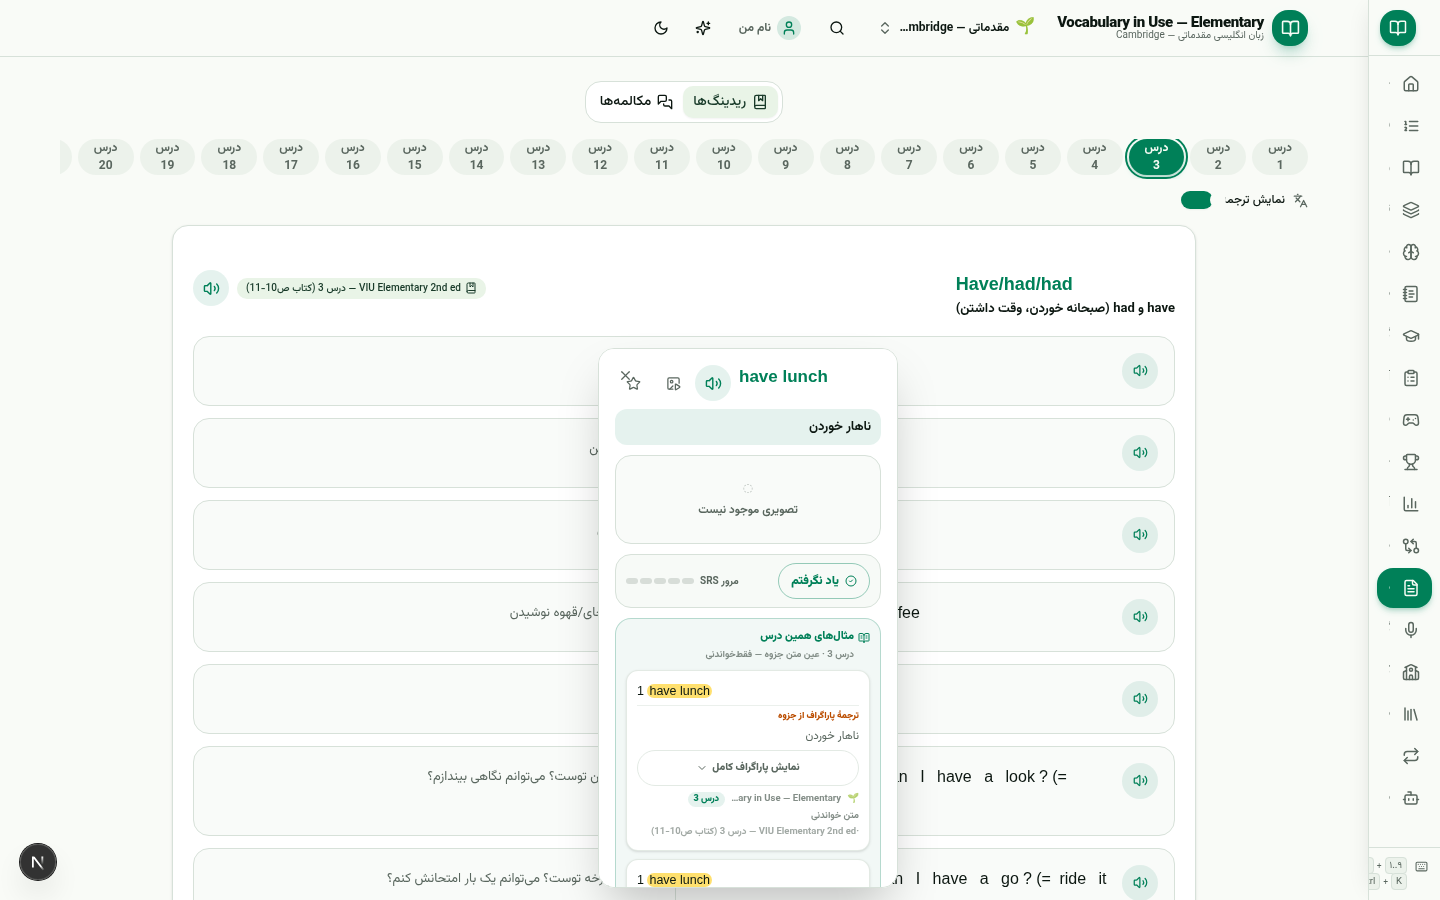 Vocabulary in Use — Elementary
زبان انگلیسی مقدماتی — Cambridge
مقدماتی — mbridge...
نام من
ریدینگ‌ها
مکالمه‌ها
درس 1
درس 2
درس 3
درس 4
درس 5
درس 6
درس 7
درس 8
درس 9
درس 10
درس 11
درس 12
درس 13
درس 14
درس 15
درس 16
درس 17
درس 18
درس 19
درس 20
نمایش ترجمه
Have/had/had
have و had (صبحانه خوردن، وقت داشتن)
VIU Elementary 2nd ed — درس 3 (کتاب ص10-11)
have lunch
ناهار خوردن
تصویری موجود نیست
یاد نگرفتم
مرور SRS
مثال‌های همین درس
درس 3 · عین متن جزوه — فقط‌خواندنی
1 have lunch
ترجمهٔ پاراگراف از جزوه
ناهار خوردن
نمایش پاراگراف کامل
...ary in Use — Elementary
درس 3
متن خواندنی
·VIU Elementary 2nd ed — درس 3 (کتاب ص10-11)
1 have lunch
fee
چای/قهوه نوشیدن
I have a look ? (=
توست؟ می‌توانم نگاهی بیندازم؟
I have a go ? (= ride it
توست؟ می‌توانم یک بار امتحانش کنم؟
+ ۱..۹
+ K
N